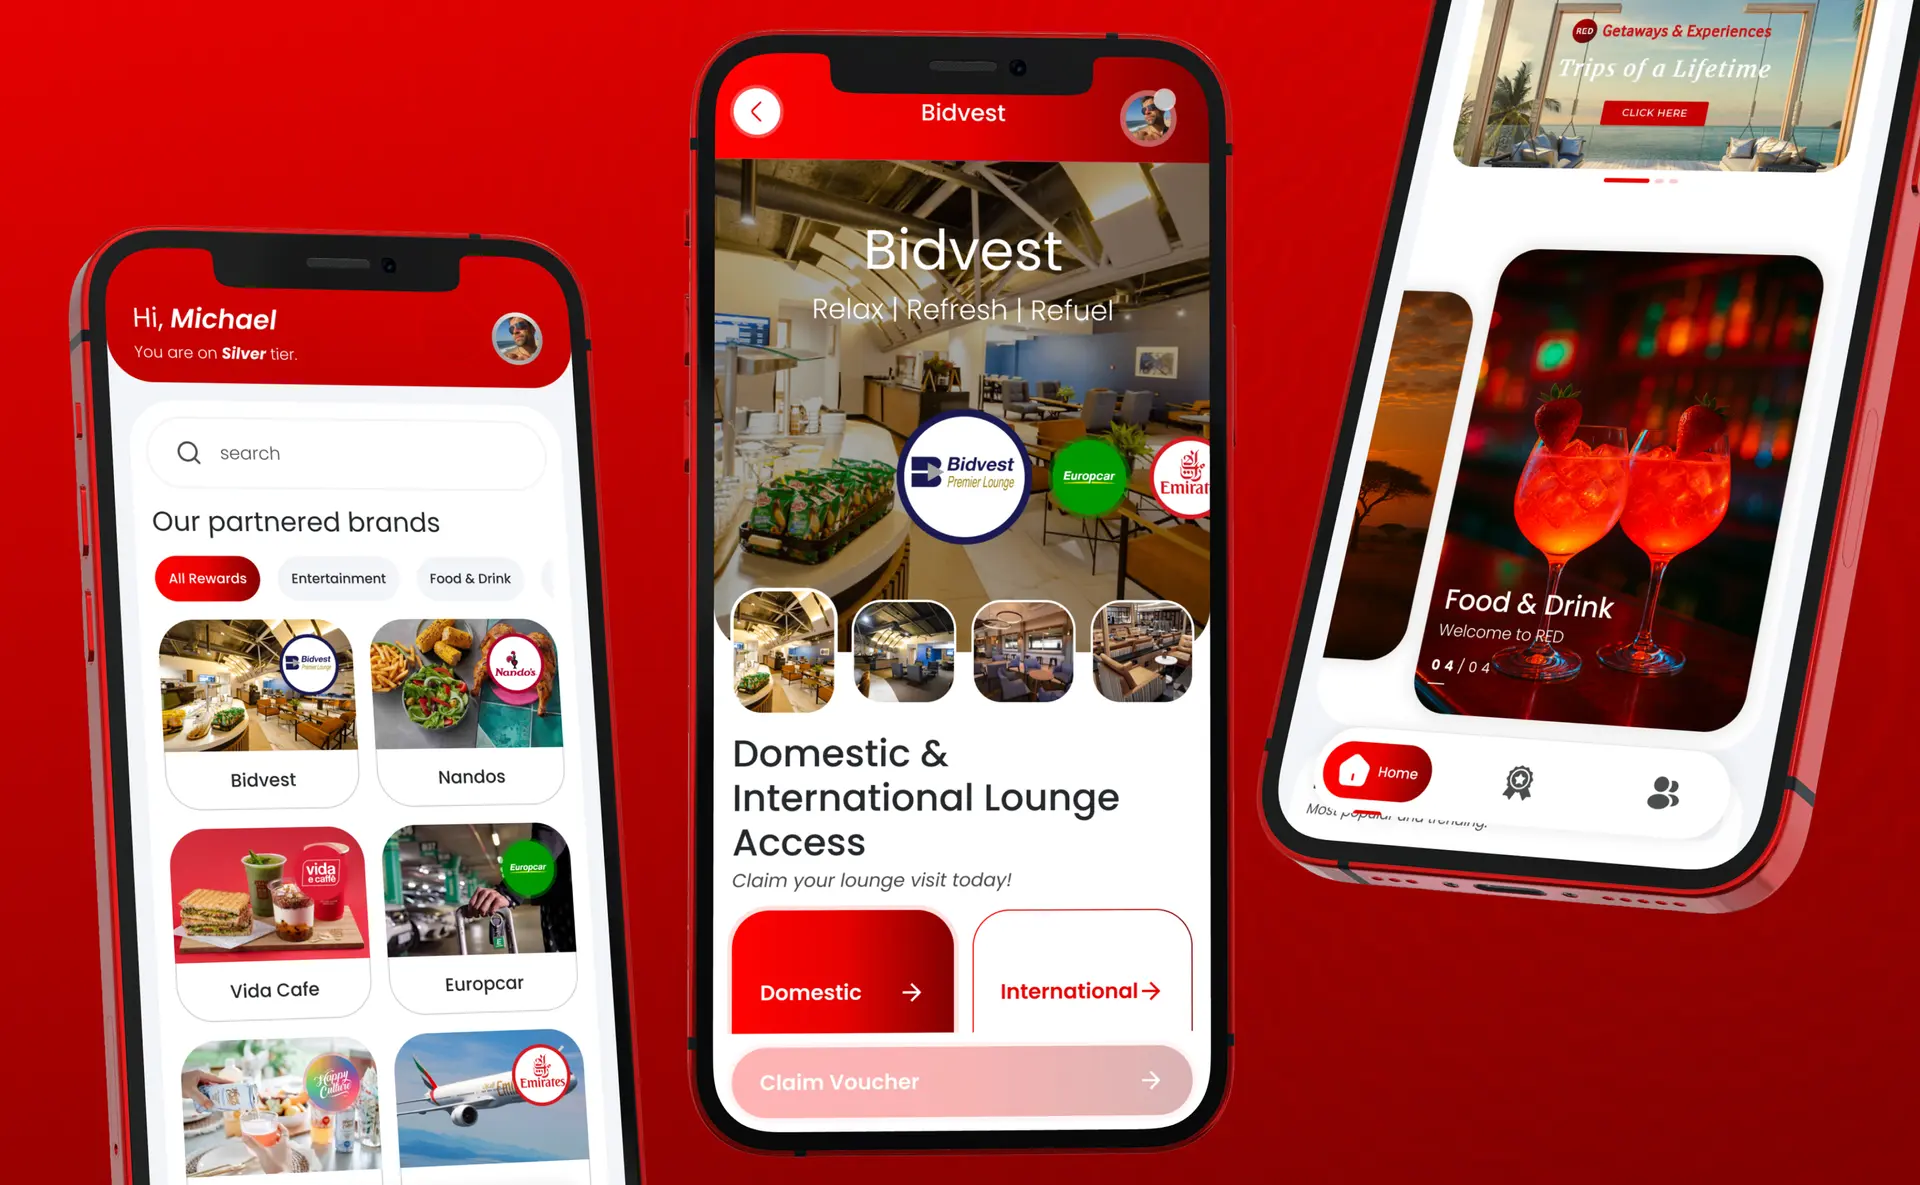 Hi, Michael
You are on Silver tier.
search
Our partnered brands
All Rewards
Entertainment
Food & Drink
Bidvest
Premier Lounge
Bidvest
Nando's
Nandos
vida
e caffè
Vida Cafe
Europcar
Europcar
Happy
Culture
Emirates
Bidvest
Bidvest
Relax | Refresh | Refuel
Bidvest
Premier Lounge
Europcar
Emirat
Domestic &
International Lounge
Access
Claim your lounge visit today!
Domestic
International
Claim Voucher
RED Getaways & Experiences
Trips of a Lifetime
CLICK HERE
Food & Drink
Welcome to RED
04/04
Home
Most popular and trending.